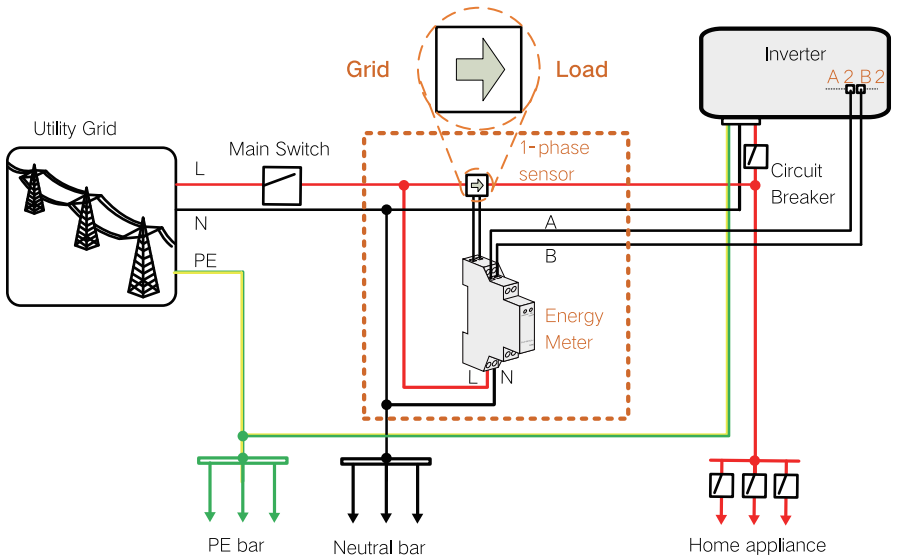 Grid
Load
Inverter
A 2 B 2
Utility Grid
Main Switch
1-phase
sensor
Circuit
Breaker
L
N
PE
A
B
Energy
Meter
L
N
PE bar
Neutral bar
Home appliance